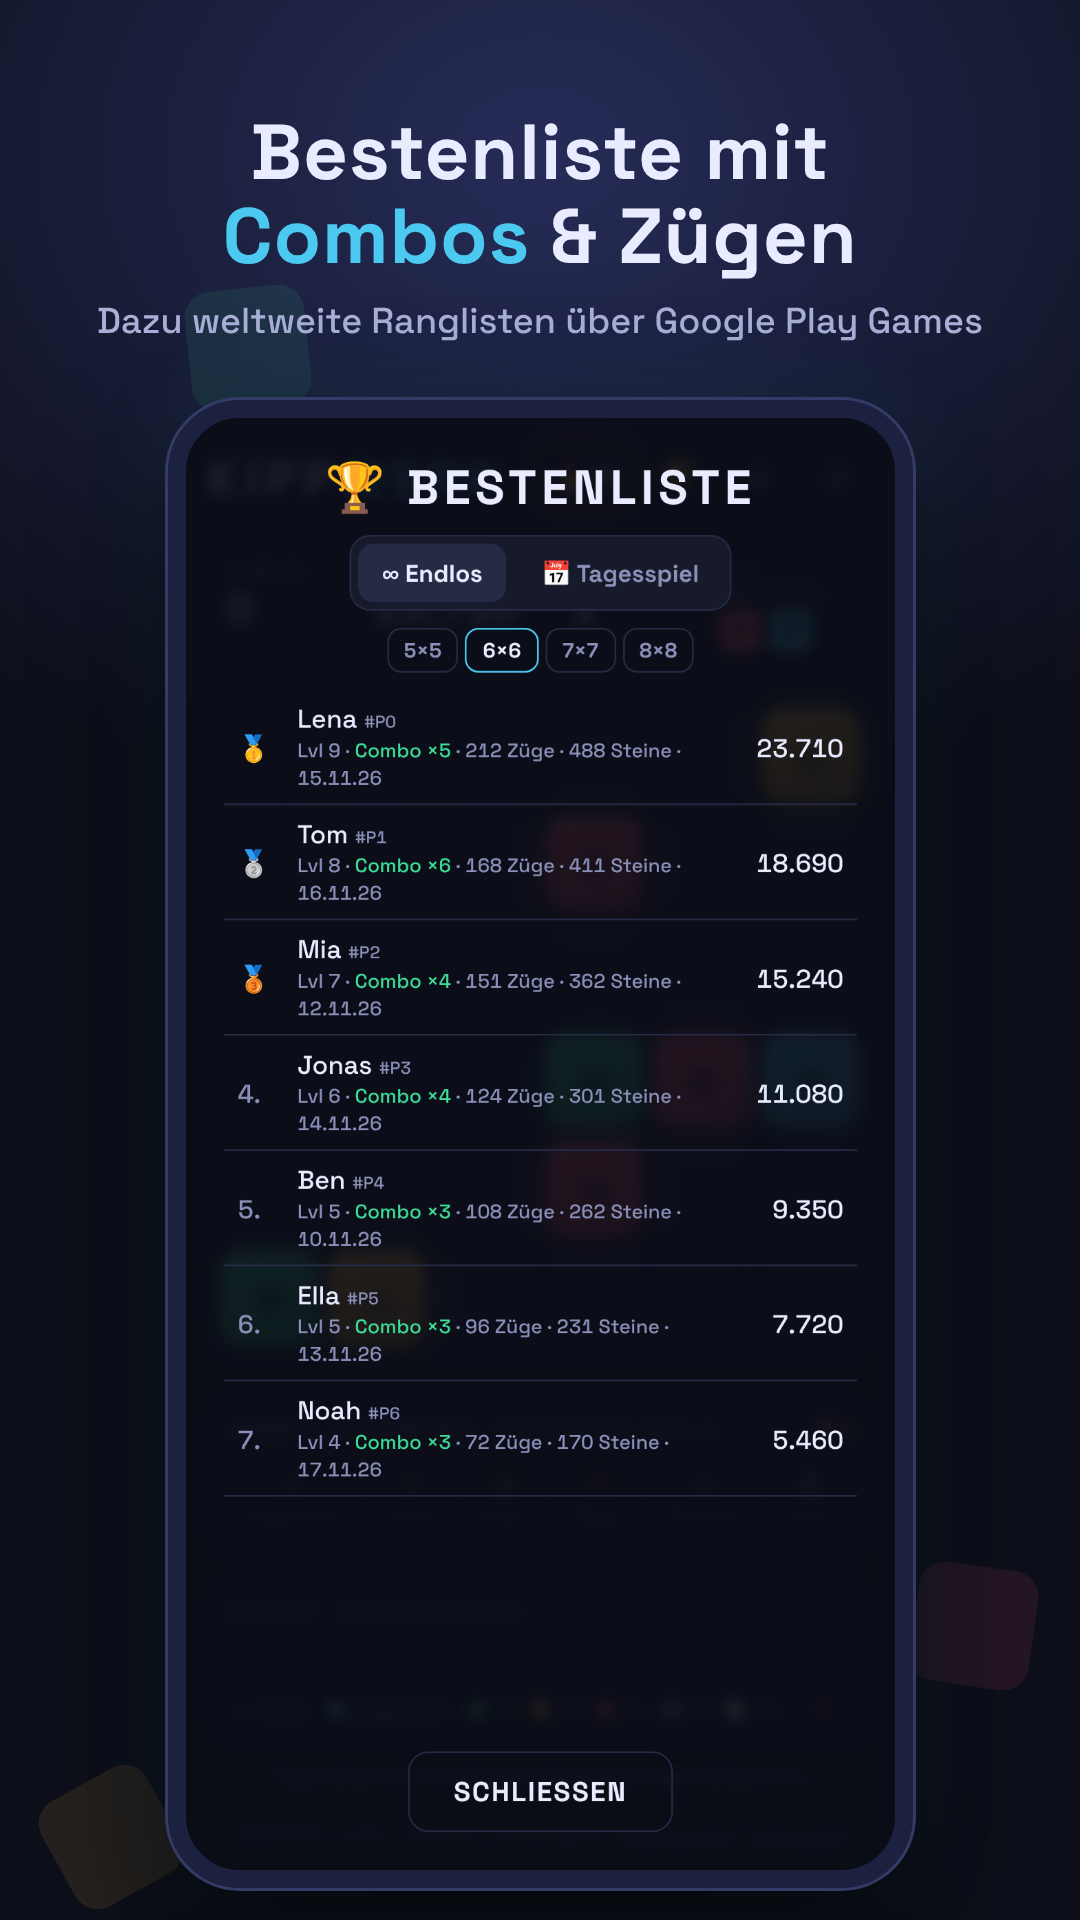 Bestenliste mit
Combos & Zügen
Dazu weltweite Ranglisten über Google Play Games
🏆 BESTENLISTE
∞ Endlos 📅 Tagesspiel
5×5 6×6 7×7 8×8
🥇 Lena #P0
Lvl 9 · Combo ×5 · 212 Züge · 488 Steine · 23.710
15.11.26
🥈 Tom #P1
Lvl 8 · Combo ×6 · 168 Züge · 411 Steine · 18.690
16.11.26
🥉 Mia #P2
Lvl 7 · Combo ×4 · 151 Züge · 362 Steine · 15.240
12.11.26
4. Jonas #P3
Lvl 6 · Combo ×4 · 124 Züge · 301 Steine · 11.080
14.11.26
5. Ben #P4
Lvl 5 · Combo ×3 · 108 Züge · 262 Steine · 9.350
10.11.26
6. Ella #P5
Lvl 5 · Combo ×3 · 96 Züge · 231 Steine · 7.720
13.11.26
7. Noah #P6
Lvl 4 · Combo ×3 · 72 Züge · 170 Steine · 5.460
17.11.26
SCHLIESSEN